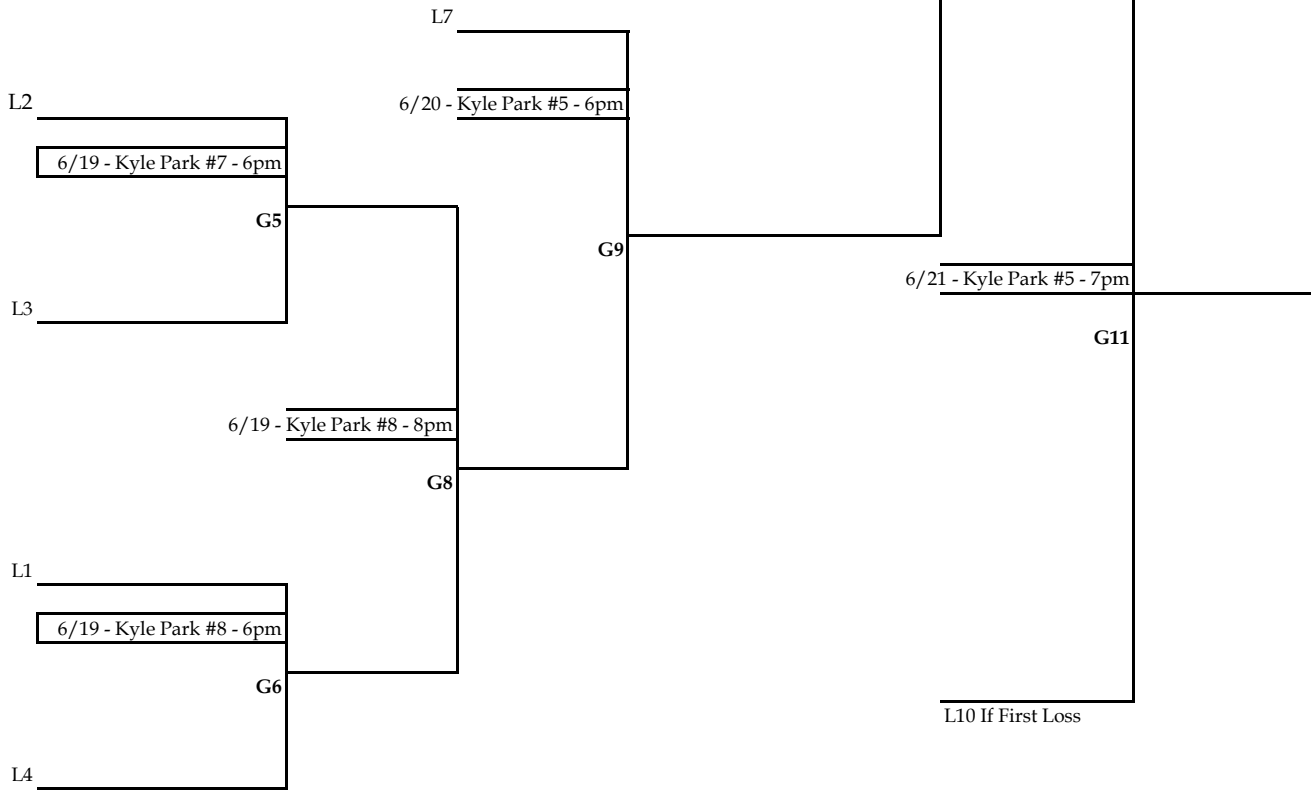 L7
L2
6/20 - Kyle Park #5 - 6pm
6/19 - Kyle Park #7 - 6pm
G5
G9
6/21 - Kyle Park #5 - 7pm
L3
G11
6/19 - Kyle Park #8 - 8pm
G8
L1
6/19 - Kyle Park #8 - 6pm
G6
L10 If First Loss
L4